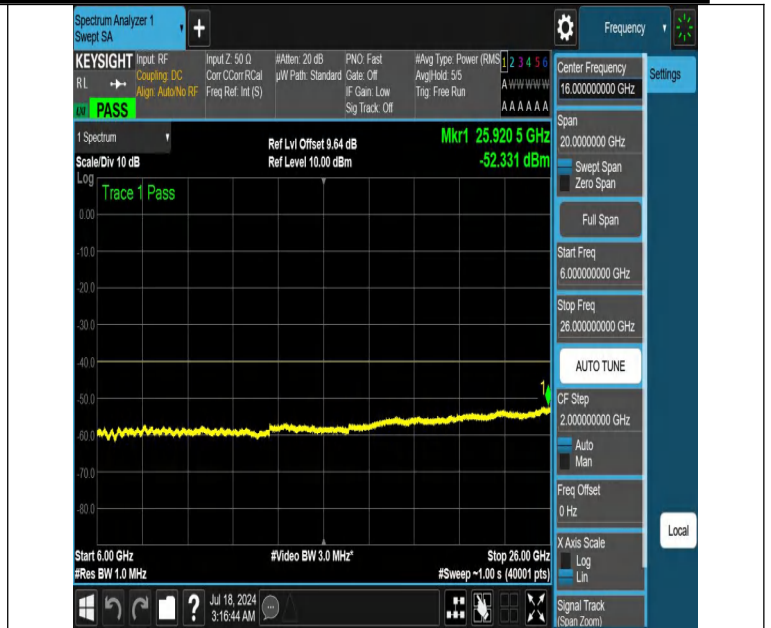 Spectrum Analyzer 1
Swept SA
+
Frequency
KEYSIGHT
RL
PASS
Input: RF
Coupling: DC
Align: Auto/No RF
Input Z: 50 Ω
Corr CCorr RCal
Freq Ref: Int (S)
#Atten: 20 dB
µW Path: Standard
PNO: Fast
Gate: Off
IF Gain: Low
Sig Track: Off
#Avg Type: Power (RMS
Avg|Hold: 5/5
Trig: Free Run
1 2 3 4 5 6
A W W W W W
A A A A A A
Center Frequency
16.000000000 GHz
Settings
Span
20.0000000 GHz
Swept Span
Zero Span
Full Span
Start Freq
6.000000000 GHz
Stop Freq
26.000000000 GHz
AUTO TUNE
CF Step
2.000000000 GHz
Auto
Man
Freq Offset
0 Hz
X Axis Scale
Log
Lin
Signal Track
(Span Zoom)
Local
1 Spectrum
Scale/Div 10 dB
Log
Ref Lvl Offset 9.64 dB
Ref Level 10.00 dBm
Mkr1 25.920 5 GHz
-52.331 dBm
Trace 1 Pass
0.00
-10.0
-20.0
-30.0
-40.0
-50.0
-60.0
-70.0
-80.0
1
Start 6.00 GHz
#Res BW 1.0 MHz
#Video BW 3.0 MHz*
Stop 26.00 GHz
#Sweep ~1.00 s (40001 pts)
?
Jul 18, 2024
3:16:44 AM